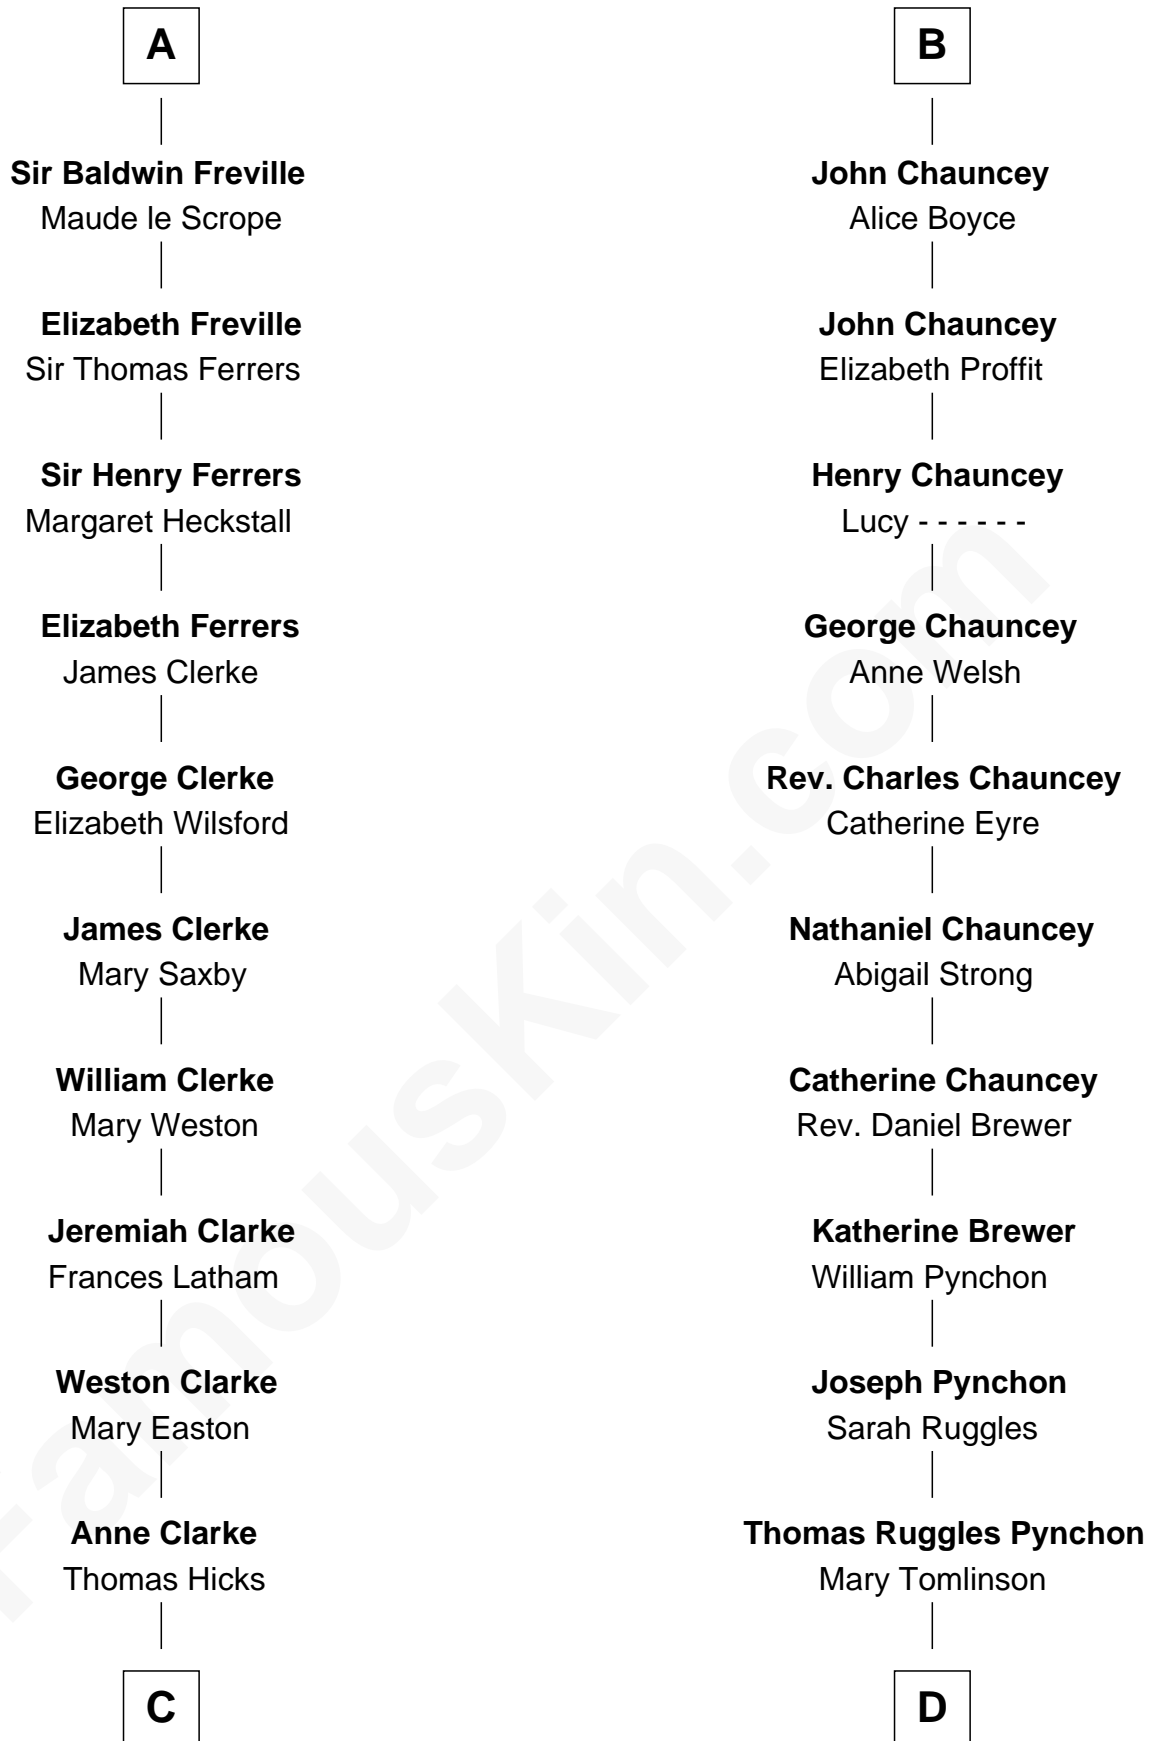 A
Sir Baldwin Freville
Maude le Scrope
Elizabeth Freville
Sir Thomas Ferrers
Sir Henry Ferrers
Margaret Heckstall
Elizabeth Ferrers
James Clerke
George Clerke
Elizabeth Wilsford
James Clerke
Mary Saxby
William Clerke
Mary Weston
Jeremiah Clarke
Frances Latham
Weston Clarke
Mary Easton
Anne Clarke
Thomas Hicks
C
B
John Chauncey
Alice Boyce
John Chauncey
Elizabeth Proffit
Henry Chauncey
Lucy - - - - - -
George Chauncey
Anne Welsh
Rev. Charles Chauncey
Catherine Eyre
Nathaniel Chauncey
Abigail Strong
Catherine Chauncey
Rev. Daniel Brewer
Katherine Brewer
William Pynchon
Joseph Pynchon
Sarah Ruggles
Thomas Ruggles Pynchon
Mary Tomlinson
D
FamousKin.com